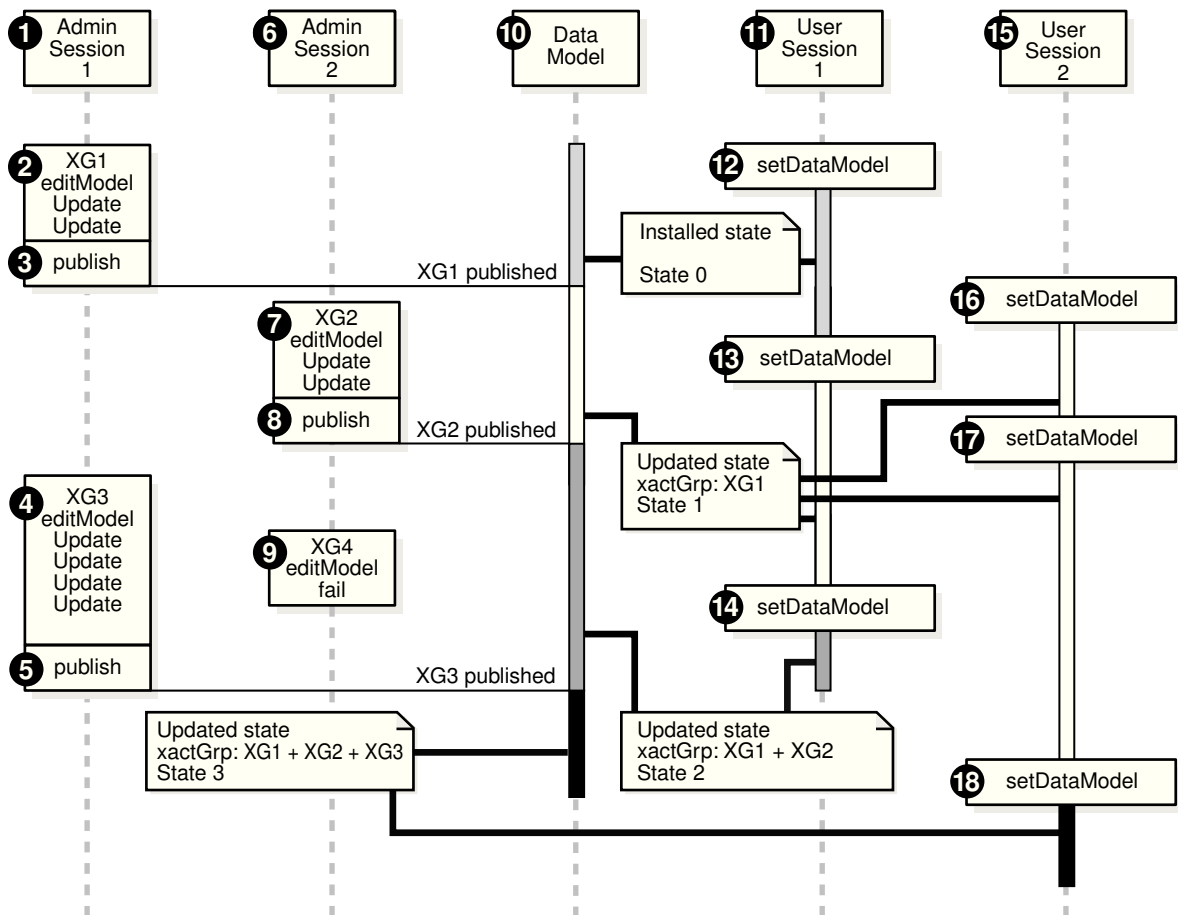 1 Admin
Session
1
6 Admin
Session
2
10 Data
Model
11 User
Session
1
15 User
Session
2
2 XG1
editModel
Update
Update
3 publish
XG1 published
12 setDataModel
Installed state
State 0
16 setDataModel
7 XG2
editModel
Update
Update
8 publish
XG2 published
13 setDataModel
17 setDataModel
Updated state
xactGrp: XG1
State 1
4 XG3
editModel
Update
Update
Update
Update
5 publish
XG3 published
9 XG4
editModel
fail
14 setDataModel
Updated state
xactGrp: XG1 + XG2 + XG3
State 3
Updated state
xactGrp: XG1 + XG2
State 2
18 setDataModel